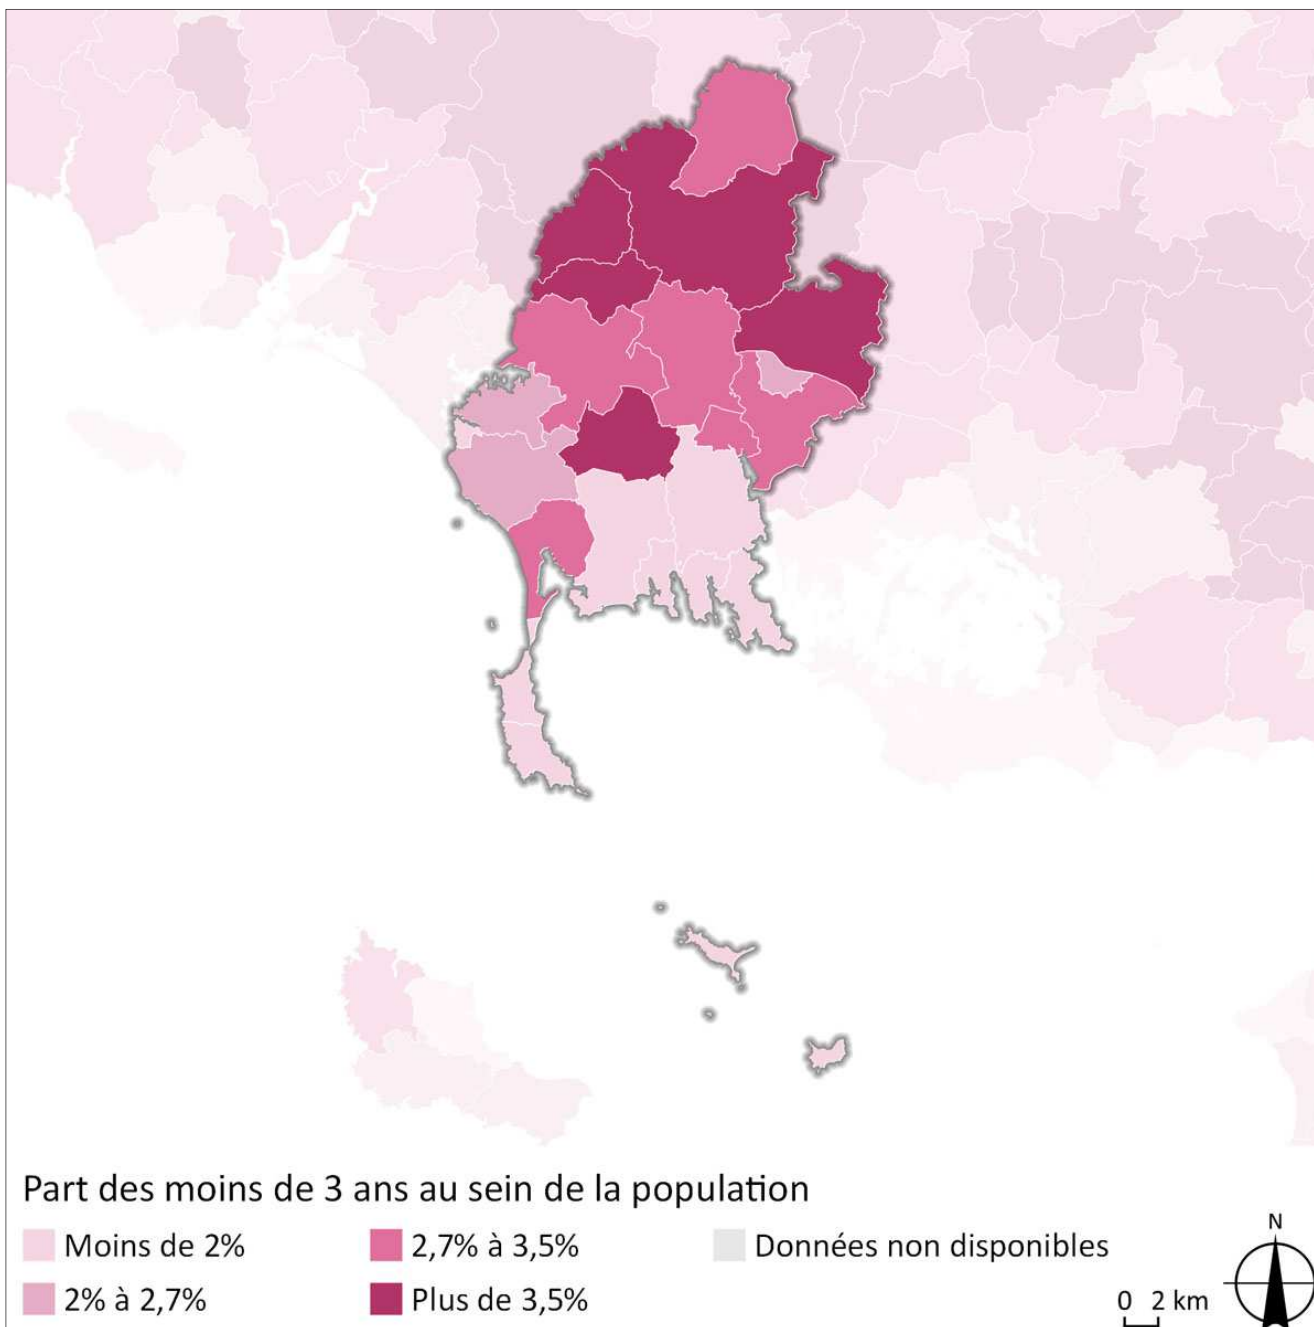 Part des moins de 3 ans au sein de la population
Moins de 2%
2% à 2,7%
2,7% à 3,5%
Plus de 3,5%
Données non disponibles
0 2 km
N